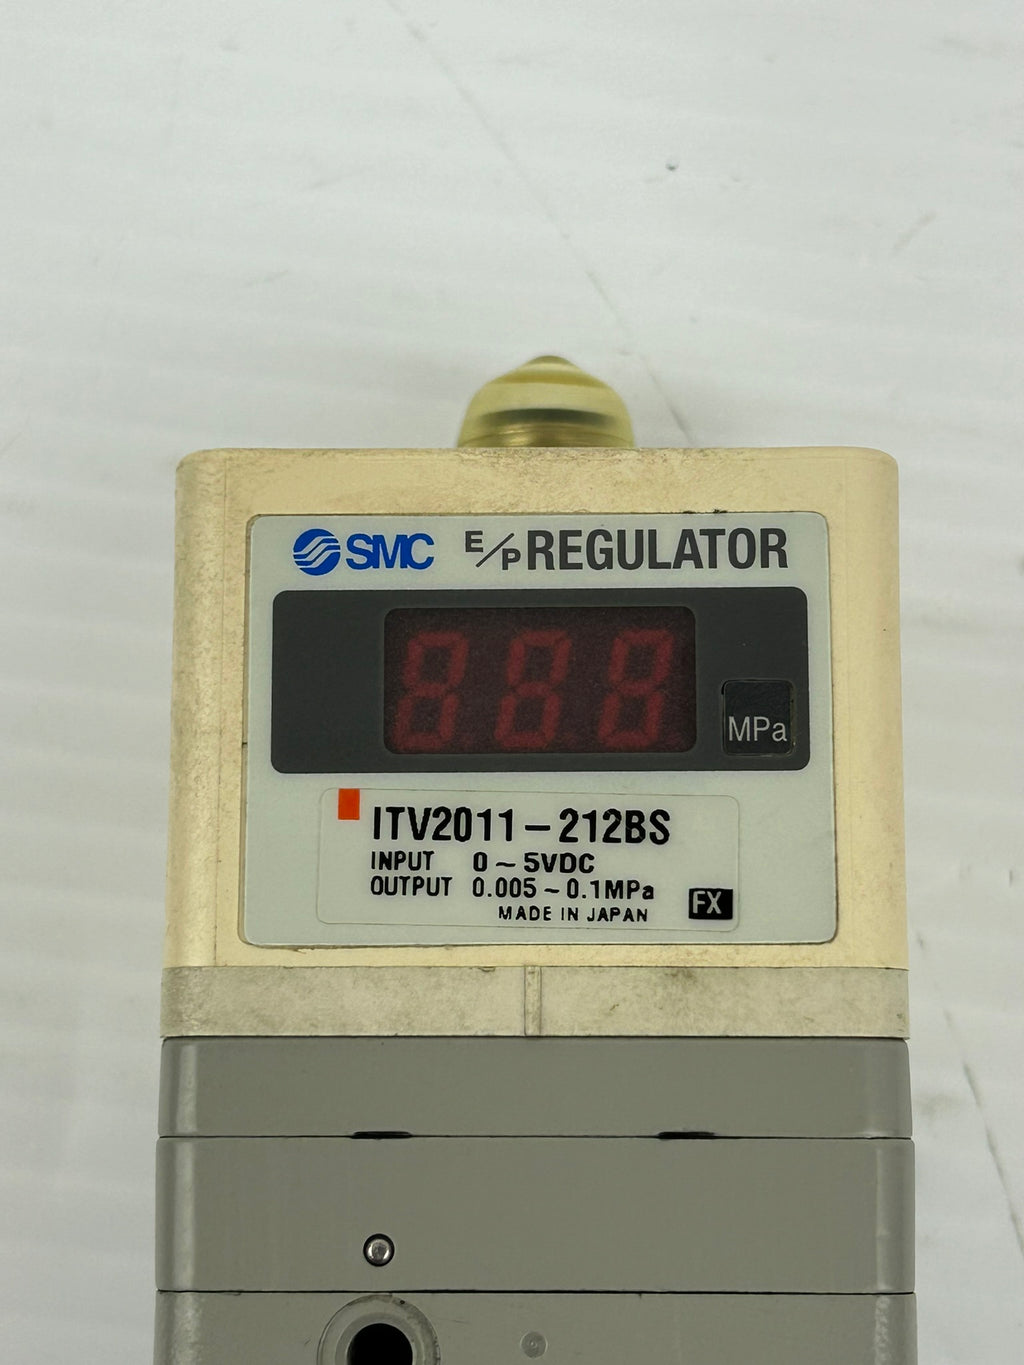 SMC E/P REGULATOR
888
MPa
ITV2011-212BS
INPUT 0~5VDC
OUTPUT 0.005~0.1MPa
MADE IN JAPAN
FX